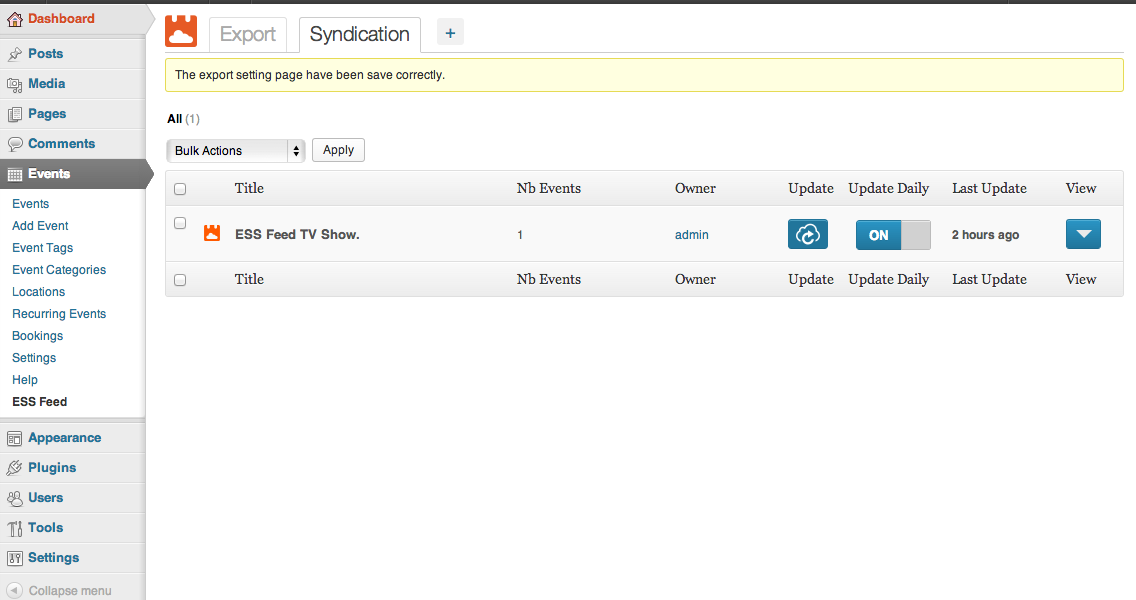 Dashboard
Posts
Media
Pages
Comments
Events
Events
Add Event
Event Tags
Event Categories
Locations
Recurring Events
Bookings
Settings
Help
ESS Feed
Appearance
Plugins
Users
Tools
Settings
Collapse menu
Export Syndication +
The export setting page have been save correctly.
All (1)
Bulk Actions Apply
Title Nb Events Owner Update Update Daily Last Update View
ESS Feed TV Show. 1 admin ON 2 hours ago
Title Nb Events Owner Update Update Daily Last Update View